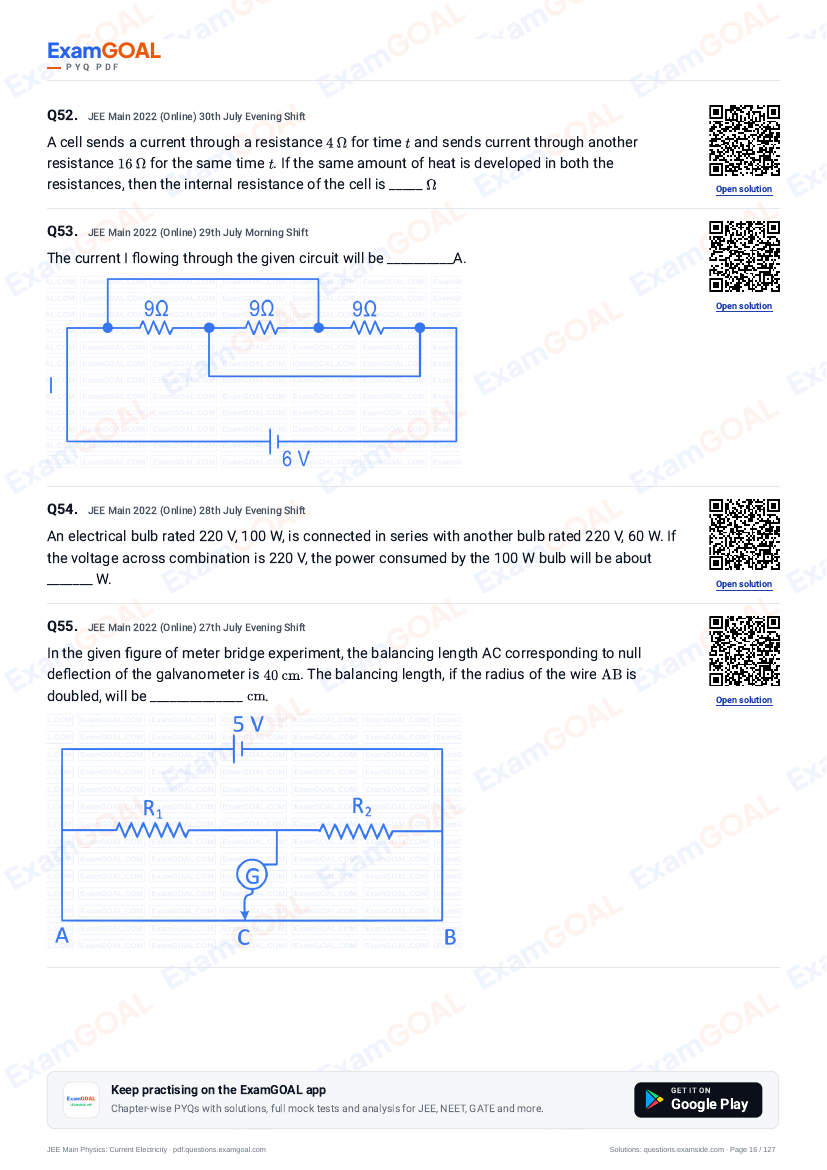 ExamGOAL
PYQ PDF
Q52. JEE Main 2022 (Online) 30th July Evening Shift
A cell sends a current through a resistance 4 Ω for time t and sends current through another
resistance 16 Ω for the same time t. If the same amount of heat is developed in both the
resistances, then the internal resistance of the cell is _____ Ω
Open solution
Q53. JEE Main 2022 (Online) 29th July Morning Shift
The current I flowing through the given circuit will be __________A.
Open solution
9Ω 9Ω 9Ω
I
6 V
Q54. JEE Main 2022 (Online) 28th July Evening Shift
An electrical bulb rated 220 V, 100 W, is connected in series with another bulb rated 220 V, 60 W. If
the voltage across combination is 220 V, the power consumed by the 100 W bulb will be about
_______ W.
Open solution
Q55. JEE Main 2022 (Online) 27th July Evening Shift
In the given figure of meter bridge experiment, the balancing length AC corresponding to null
deflection of the galvanometer is 40 cm. The balancing length, if the radius of the wire AB is
doubled, will be ______________ cm.
Open solution
5 V
R1 R2
G
A C B
Keep practising on the ExamGOAL app
Chapter-wise PYQs with solutions, full mock tests and analysis for JEE, NEET, GATE and more.
ExamGOAL
GET IT ON
Google Play
JEE Main Physics: Current Electricity · pdf.questions.examgoal.com
Solutions: questions.examside.com · Page 16 / 127